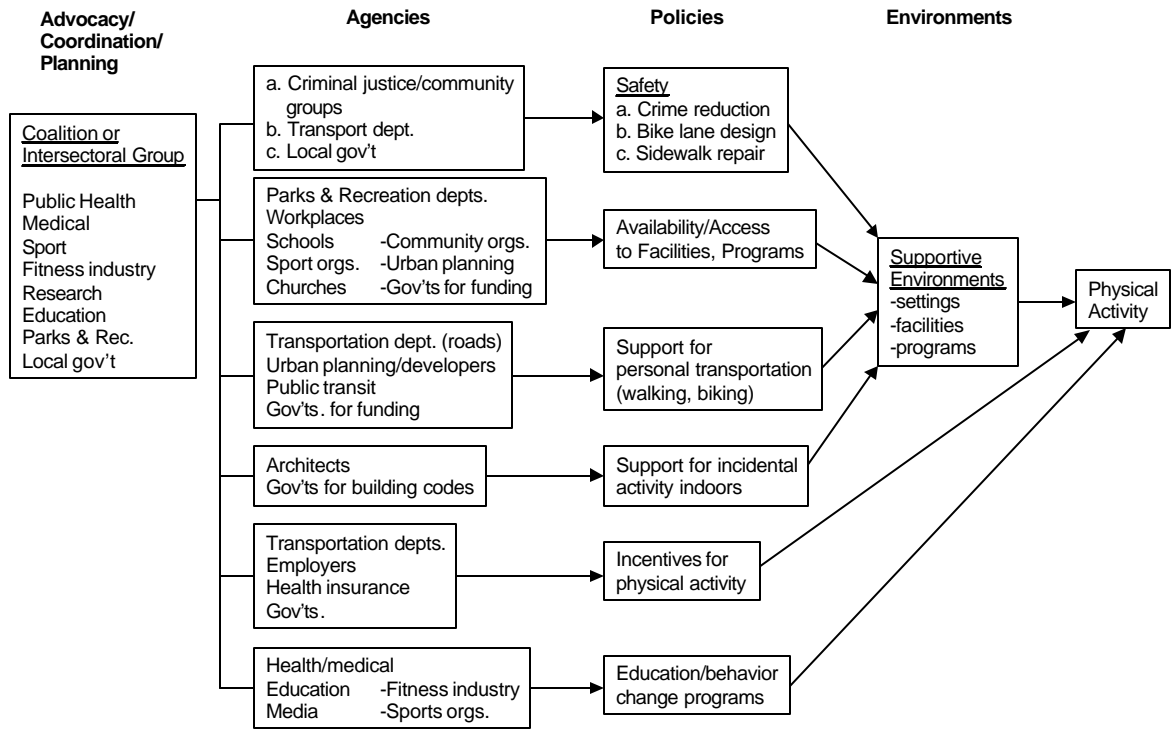 Advocacy/
Coordination/
Planning
Agencies
Policies
Environments
Coalition or
Intersectoral Group
Public Health
Medical
Sport
Fitness industry
Research
Education
Parks & Rec.
Local gov't
a. Criminal justice/community
groups
b. Transport dept.
c. Local gov't
Parks & Recreation depts.
Workplaces
Schools -Community orgs.
Sport orgs. -Urban planning
Churches -Gov'ts for funding
Transportation dept. (roads)
Urban planning/developers
Public transit
Gov'ts. for funding
Architects
Gov'ts for building codes
Transportation depts.
Employers
Health insurance
Gov'ts.
Health/medical
Education -Fitness industry
Media -Sports orgs.
Safety
a. Crime reduction
b. Bike lane design
c. Sidewalk repair
Availability/Access
to Facilities, Programs
Support for
personal transportation
(walking, biking)
Support for incidental
activity indoors
Incentives for
physical activity
Education/behavior
change programs
Supportive
Environments
-settings
-facilities
-programs
Physical
Activity